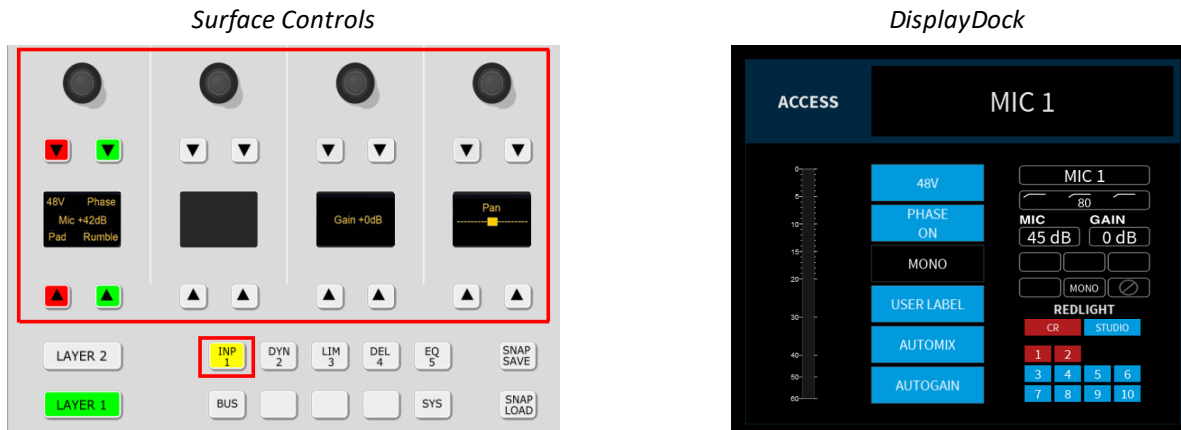 Surface Controls
48V Phase
Mic +42dB
Pad Rumble
Gain +0dB
Pan
LAYER 2
INP 1
DYN 2
LIM 3
DEL 4
EQ 5
SNAP SAVE
LAYER 1
BUS
SYS
SNAP LOAD
DisplayDock
ACCESS
MIC 1
0
5
10
15
20
30
40
50
60
48V
PHASE
ON
MONO
USER LABEL
AUTOMIX
AUTOGAIN
MIC 1
80
MIC GAIN
45 dB 0 dB
MONO
REDLIGHT
CR STUDIO
1 2
3 4 5 6
7 8 9 10